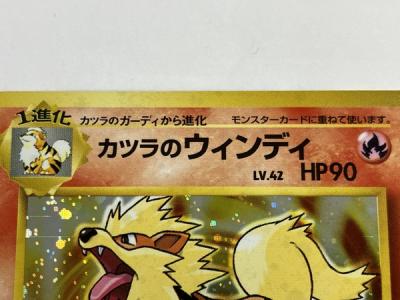 1進化
カツラのガーディから進化 モンスターカードに重ねて使います。
カツラのウィンディ
LV.42 HP90